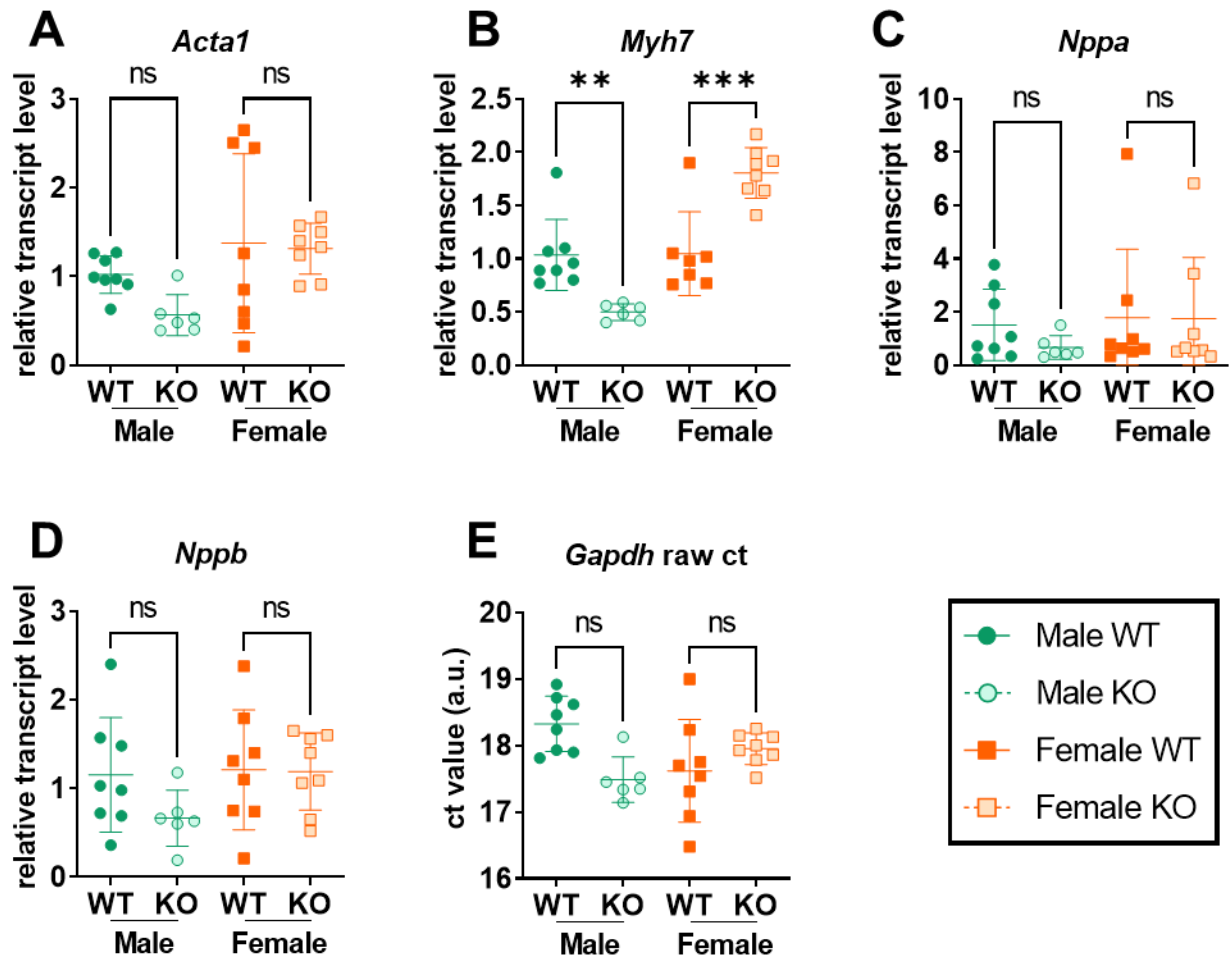 A
Acta1
relative transcript level
ns
ns
3
2
1
0
WT KO WT KO
Male Female
B
Myh7
relative transcript level
** ***
2.5
2.0
1.5
1.0
0.5
0.0
WT KO WT KO
Male Female
C
Nppa
relative transcript level
ns ns
10
8
6
4
2
0
WT KO WT KO
Male Female
D
Nppb
relative transcript level
ns ns
3
2
1
0
WT KO WT KO
Male Female
E
Gapdh raw ct
ct value (a.u.)
ns ns
20
19
18
17
16
WT KO WT KO
Male Female
Male WT
Male KO
Female WT
Female KO